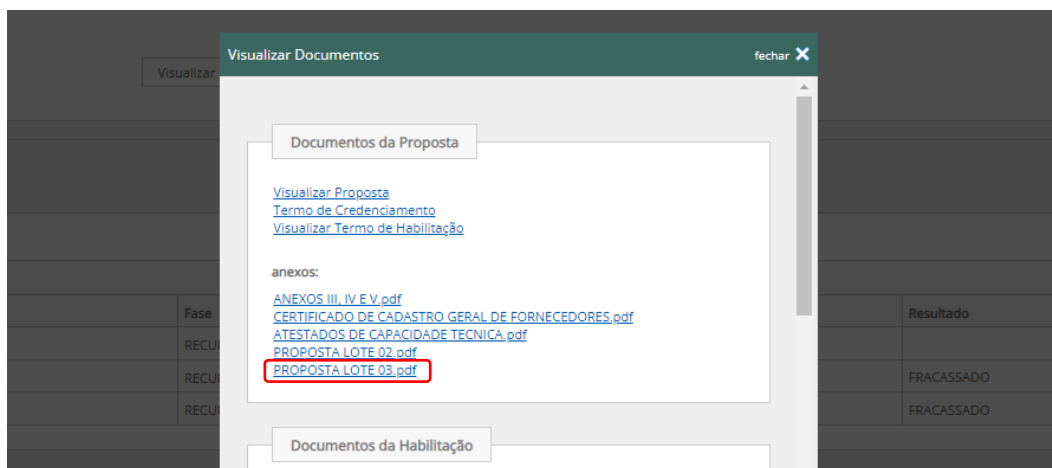 Visualizar Documentos
fechar X
Visualizar
Documentos da Proposta
Visualizar Proposta
Termo de Credenciamento
Visualizar Termo de Habilitação
anexos:
ANEXOS III, IV E V.pdf
CERTIFICADO DE CADASTRO GERAL DE FORNECEDORES.pdf
ATESTADOS DE CAPACIDADE TECNICA.pdf
PROPOSTA LOTE 02.pdf
PROPOSTA LOTE 03.pdf
Fase
Resultado
FRACASSADO
FRACASSADO
Documentos da Habilitação